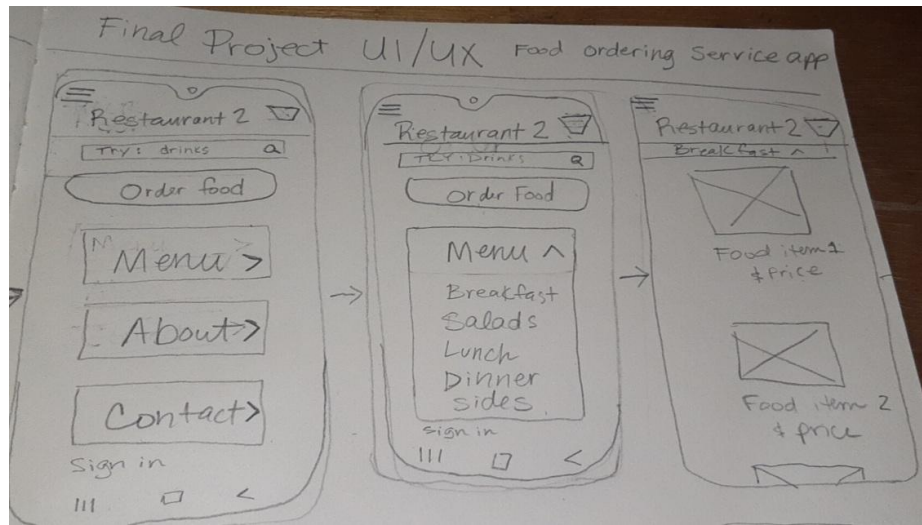 Final Project UI/UX Food ordering Service app
Restaurant 2
Try: drinks
Order food
Menu >
About >
Contact >
Sign in
Restaurant 2
Try: Drinks
Order Food
Menu ^
Breakfast
Salads
Lunch
Dinner
sides
sign in
Restaurant 2
Breakfast ^
Food item 1
& Price
Food item 2
& price